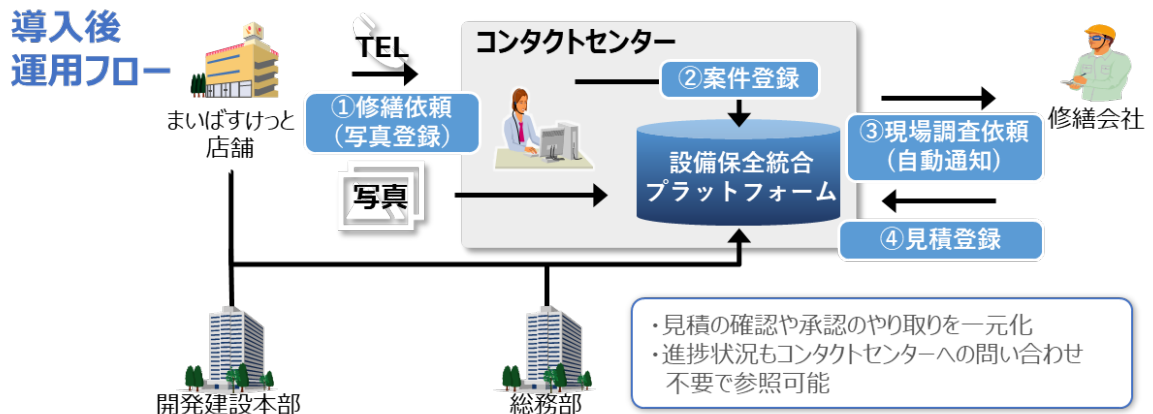 導入後
運用フロー
まいばすけっと
店舗
TEL
①修繕依頼
(写真登録)
写真
コンタクトセンター
②案件登録
設備保全統合
プラットフォーム
③現場調査依頼
(自動通知)
④見積登録
修繕会社
開発建設本部
総務部
・見積の確認や承認のやり取りを一元化
・進捗状況もコンタクトセンターへの問い合わせ
不要で参照可能